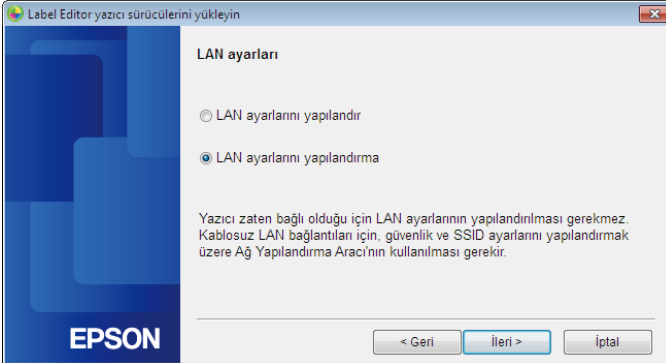 Label Editor yazıcı sürücülerini yükleyin
LAN ayarları
LAN ayarlarını yapılandır
LAN ayarlarını yapılandırma
Yazıcı zaten bağlı olduğu için LAN ayarlarının yapılandırılması gerekmez.
Kablosuz LAN bağlantıları için, güvenlik ve SSID ayarlarını yapılandırmak
üzere Ağ Yapılandırma Aracı'nın kullanılması gerekir.
EPSON
< Geri
İleri >
İptal